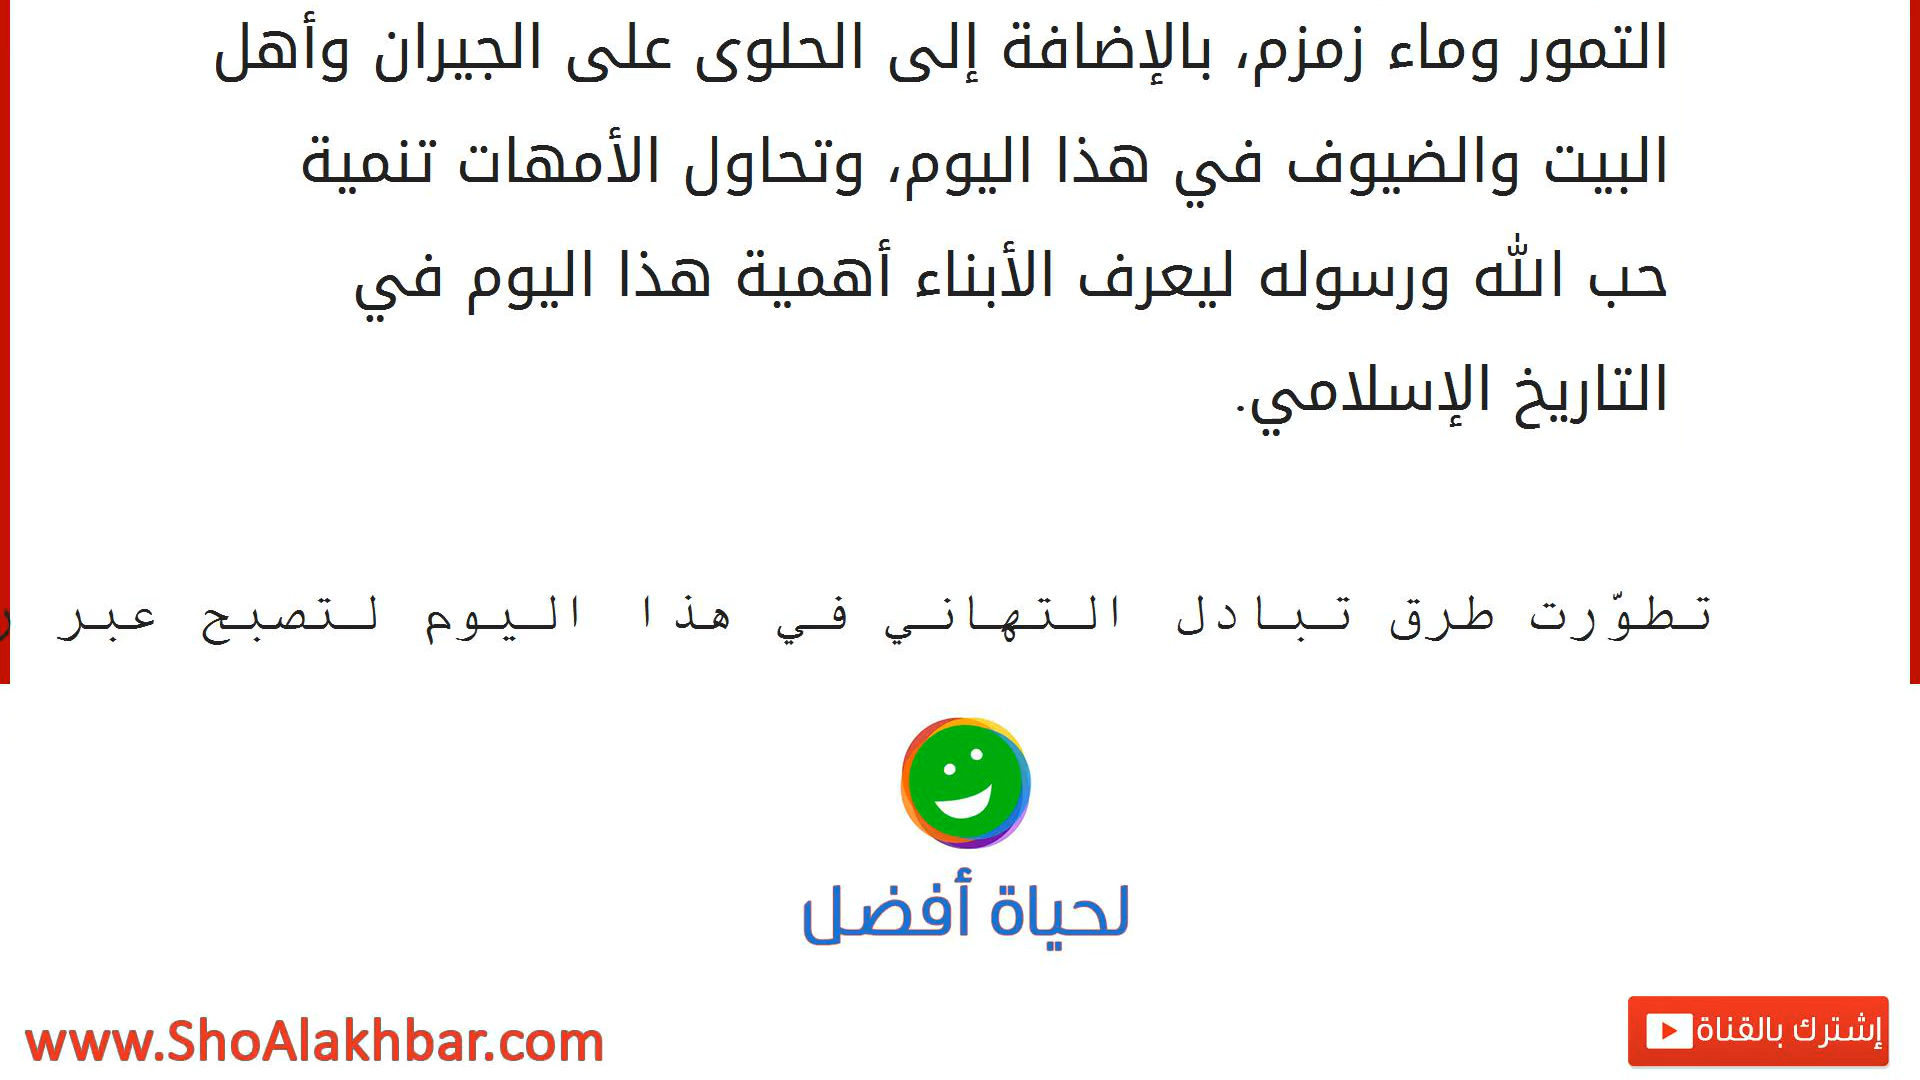 التمور وماء زمزم، بالإضافة إلى الحلوى على الجيران وأهل
البيت والضيوف في هذا اليوم، وتحاول الأمهات تنمية
حب الله ورسوله ليعرف الأبناء أهمية هذا اليوم في
التاريخ الإسلامي.
تطوّرت طرق تبادل التهاني في هذا اليوم لتصبح عبر
لحياة أفضل
www.ShoAlakhbar.com
إشترك بالقناة